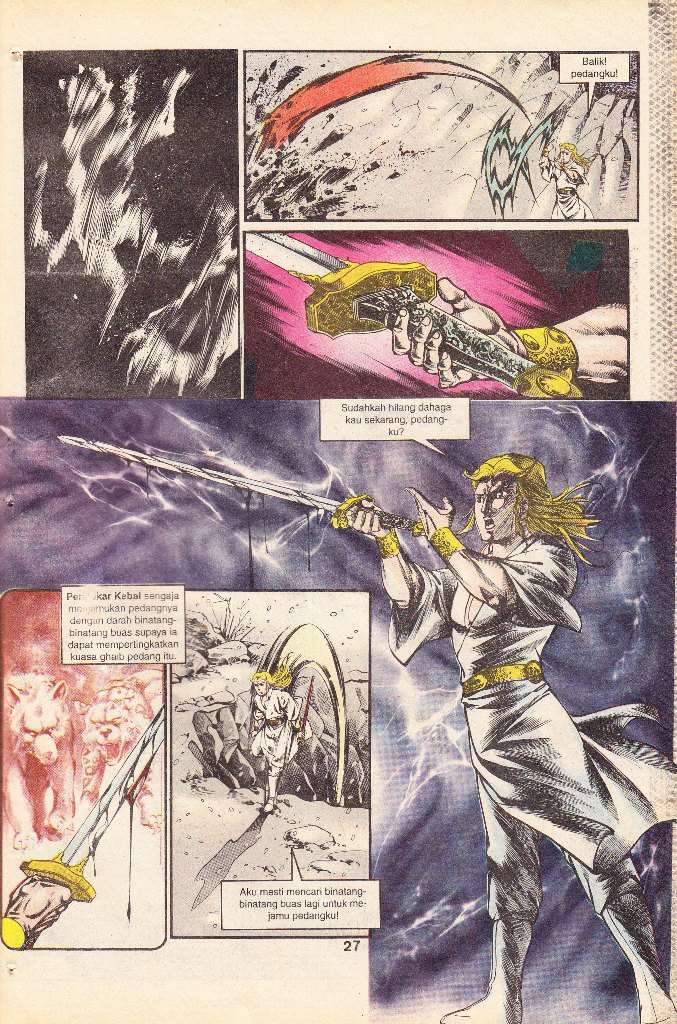 Balik!
pedangku!
Sudahkah hilang dahaga
kau sekarang, pedang-
ku?
Kebal sengaja
pedangnya
dengan darah binatang-
binatang buas supaya ia
dapat mempertingkatkan
kuasa ghaib pedang itu.
Aku mesti mencari binatang-
binatang buas lagi untuk me-
jamu pedangku!
27